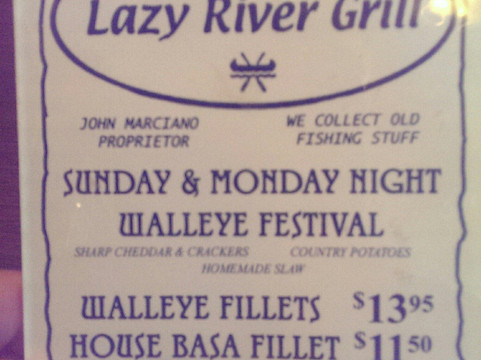 Lazy River Grill
JOHN MARCIANO
PROPRIETOR
WE COLLECT OLD
FISHING STUFF
SUNDAY & MONDAY NIGHT
WALLEYE FESTIVAL
SHARP CHEDDAR & CRACKERS COUNTRY POTATOES
HOMEMADE SLAW
WALLEYE FILLETS $13.95
HOUSE BASA FILLET $11.50